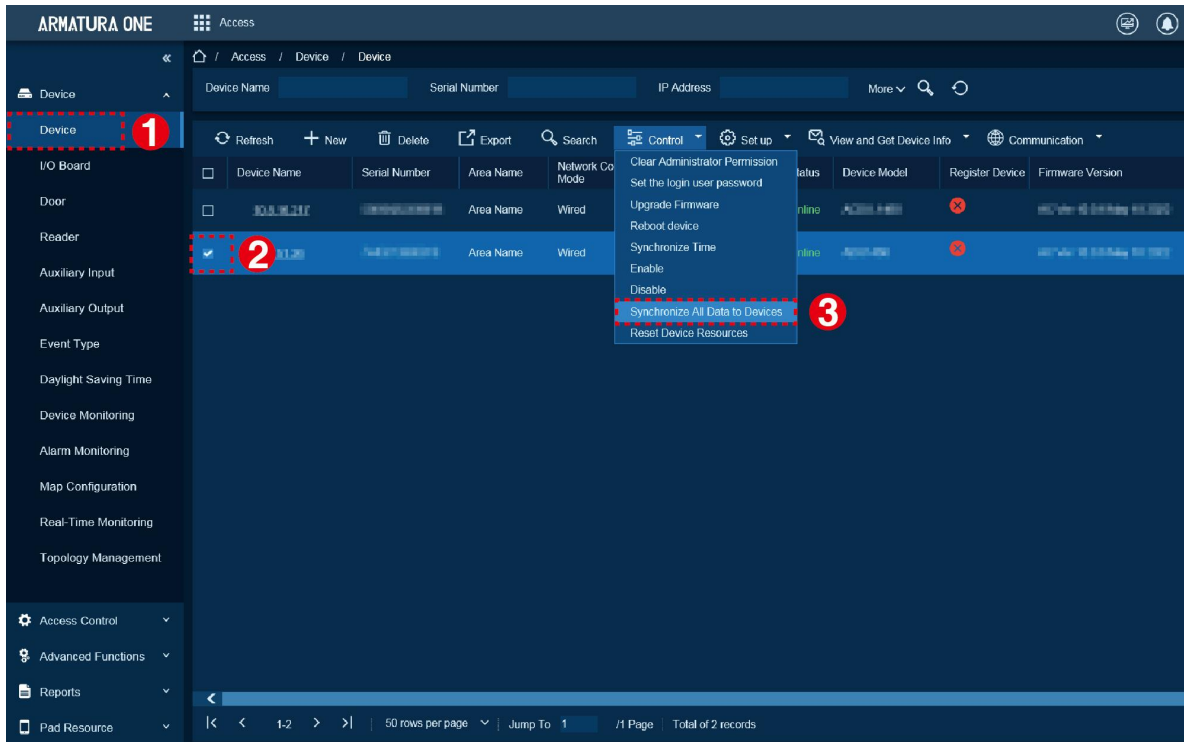 ARMATURA ONE
Access
/ Access / Device / Device
Device
Device Name
Serial Number
IP Address
More
Device
1
Refresh
New
Delete
Export
Search
Control
Set up
View and Get Device Info
Communication
I/O Board
Door
Reader
Auxiliary Input
Auxiliary Output
Event Type
Daylight Saving Time
Device Monitoring
Alarm Monitoring
Map Configuration
Real-Time Monitoring
Topology Management
Access Control
Advanced Functions
Reports
Pad Resource
Device Name
Serial Number
Area Name
Network Co
Mode
tatus
Device Model
Register Device
Firmware Version
Area Name
Wired
nline
2
Area Name
Wired
nline
Clear Administrator Permission
Set the login user password
Upgrade Firmware
Reboot device
Synchronize Time
Enable
Disable
Synchronize All Data to Devices
3
Reset Device Resources
1-2
50 rows per page
Jump To 1 /1 Page
Total of 2 records